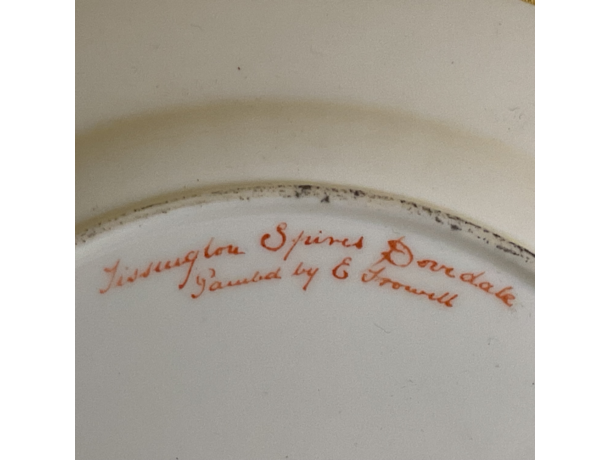 Tissington Spires Dovedale
Painted by E Trowell